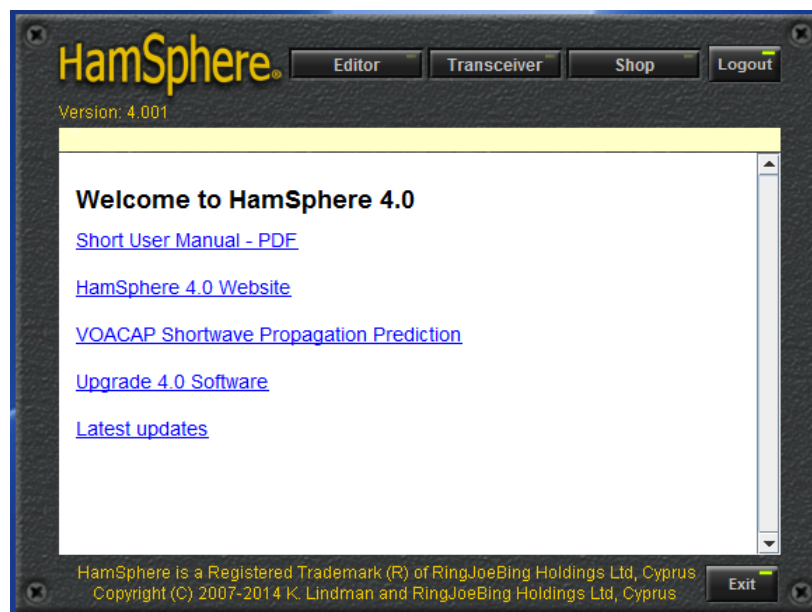 HamSphere®
Editor
Transceiver
Shop
Logout
Version: 4.001
Welcome to HamSphere 4.0
Short User Manual - PDF
HamSphere 4.0 Website
VOACAP Shortwave Propagation Prediction
Upgrade 4.0 Software
Latest updates
HamSphere is a Registered Trademark (R) of RingJoeBing Holdings Ltd, Cyprus
Copyright (C) 2007-2014 K. Lindman and RingJoeBing Holdings Ltd, Cyprus
Exit